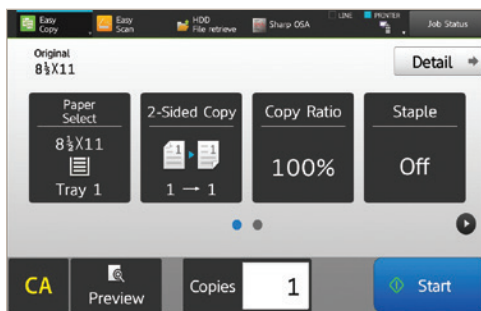 Easy
Copy
Easy
Scan
HDD
File retrieve
Sharp OSA
LINE
PRINTER
Job Status
Original
8½X11
Detail
Paper
Select
8½X11
Tray 1
2-Sided Copy
1
1
1 → 1
Copy Ratio
100%
Staple
Off
CA
Preview
Copies
1
Start